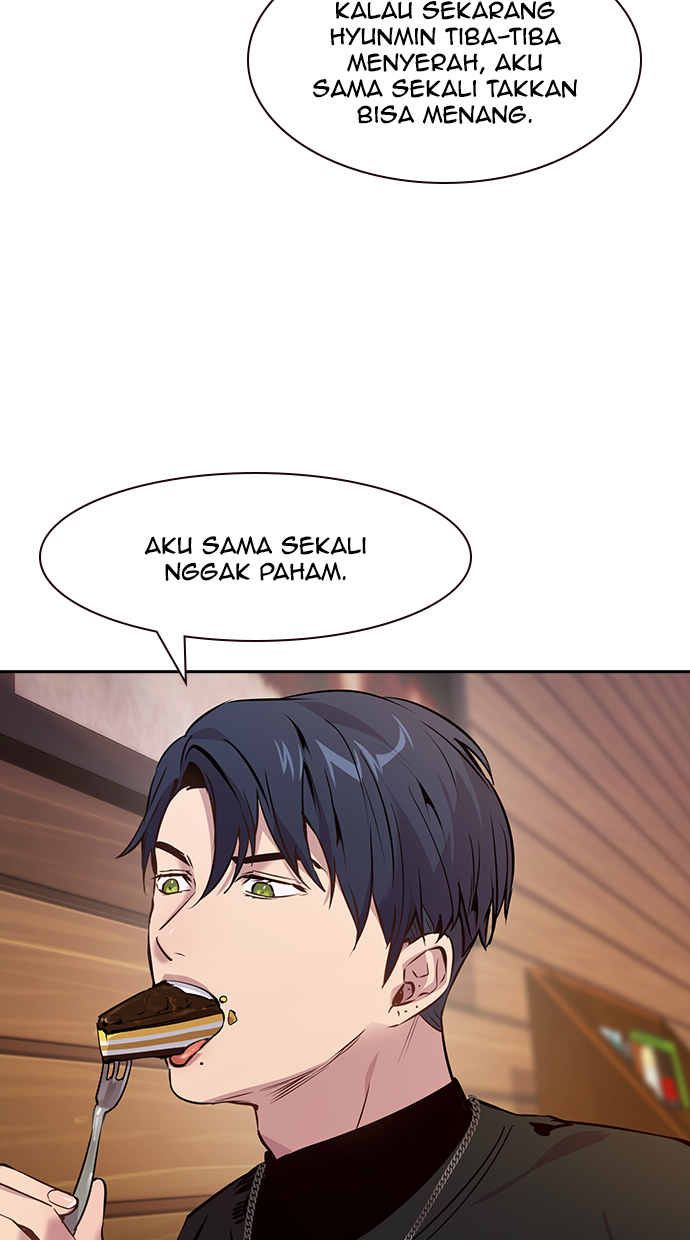 KALAU SEKARANG
HYUNMIN TIBA-TIBA
MENYERAH, AKU
SAMA SEKALI TAKKAN
BISA MENANG.
AKU SAMA SEKALI
NGGAK PAHAM.